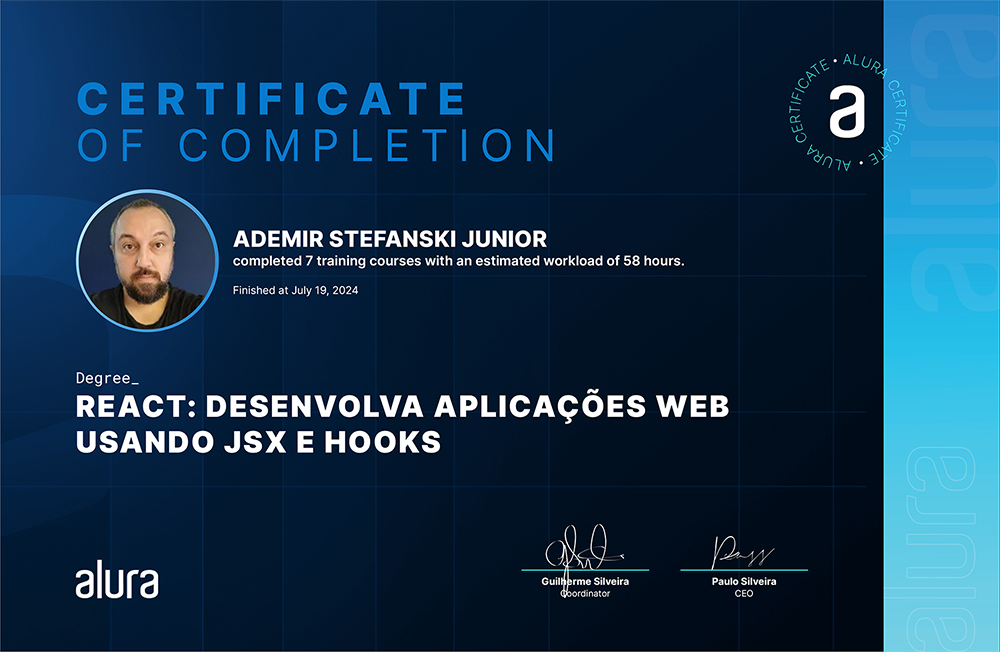 CERTIFICATE
OF COMPLETION
ALURA CERTIFICATE • ALURA CERTIFICATE •
a
ADEMIR STEFANSKI JUNIOR
completed 7 training courses with an estimated workload of 58 hours.
Finished at July 19, 2024
Degree_
REACT: DESENVOLVA APLICAÇÕES WEB
USANDO JSX E HOOKS
alura
Guilherme Silveira
Coordinator
Paulo Silveira
CEO
alura
alura